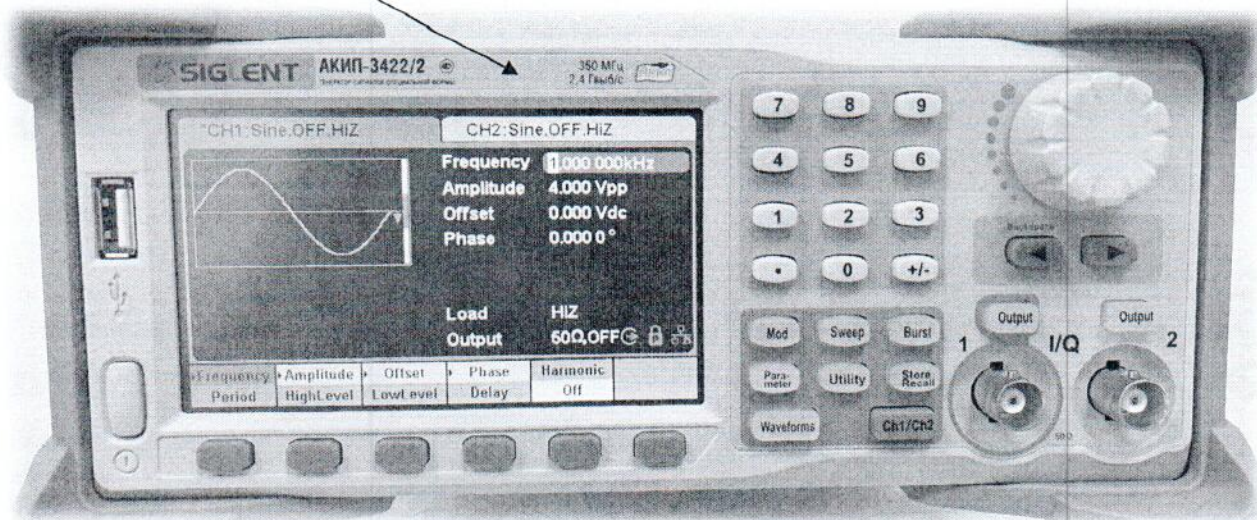 SIGLENT АКИП-3422/2
350 МГц
2,4 Гвыб/с
CH1:Sine.OFF.HiZ CH2:Sine.OFF.HiZ
Frequency 1.000 000kHz
Amplitude 4.000 Vpp
Offset 0.000 Vdc
Phase 0.000 0 °
Load HiZ
Output 50Ω,OFF
Frequency Amplitude Offset Phase Harmonic
Period HighLevel LowLevel Delay Off
7 8 9
4 5 6
1 2 3
• 0 +/-
Mod Sweep Burst
Para-
meter Utility Store
Recall
Waveforms Ch1/Ch2
Backspace
Output Output
1 I/Q 2
50Ω